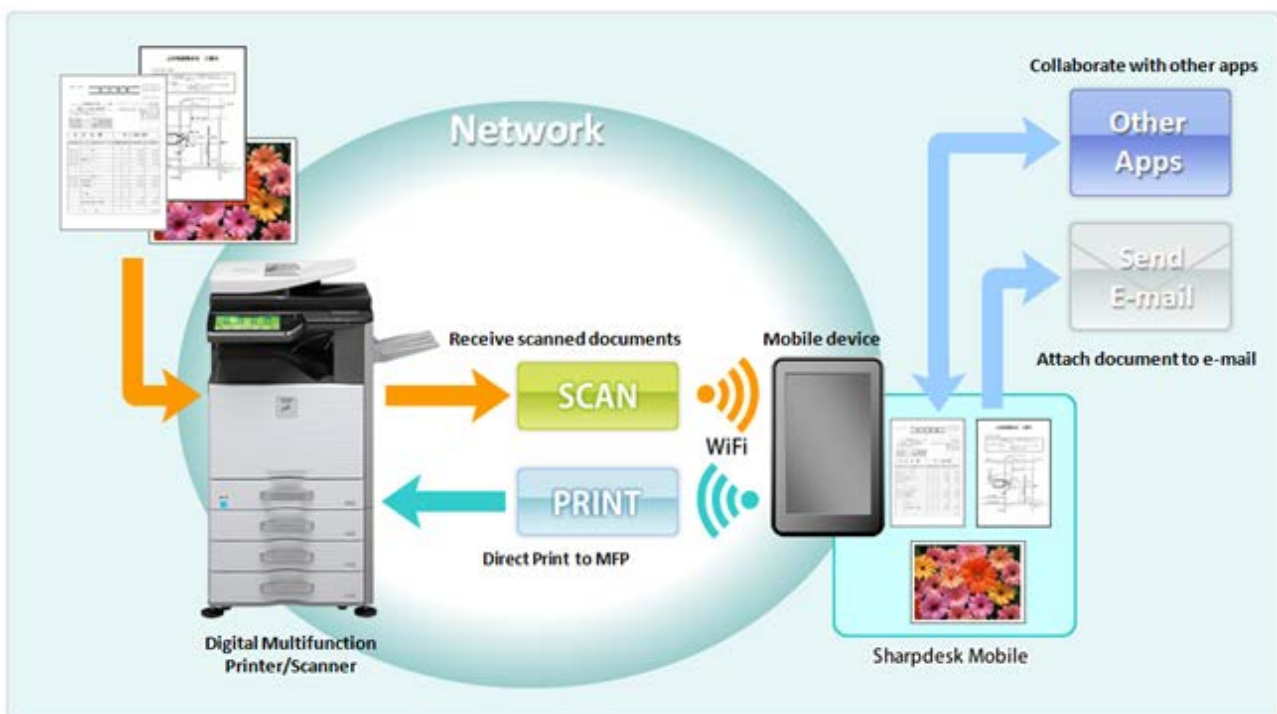 Collaborate with other apps
Other
Apps
Network
Send
E-mail
Attach document to e-mail
Receive scanned documents
Mobile device
SCAN
WiFi
PRINT
Direct Print to MFP
Digital Multifunction
Printer/Scanner
Sharpdesk Mobile